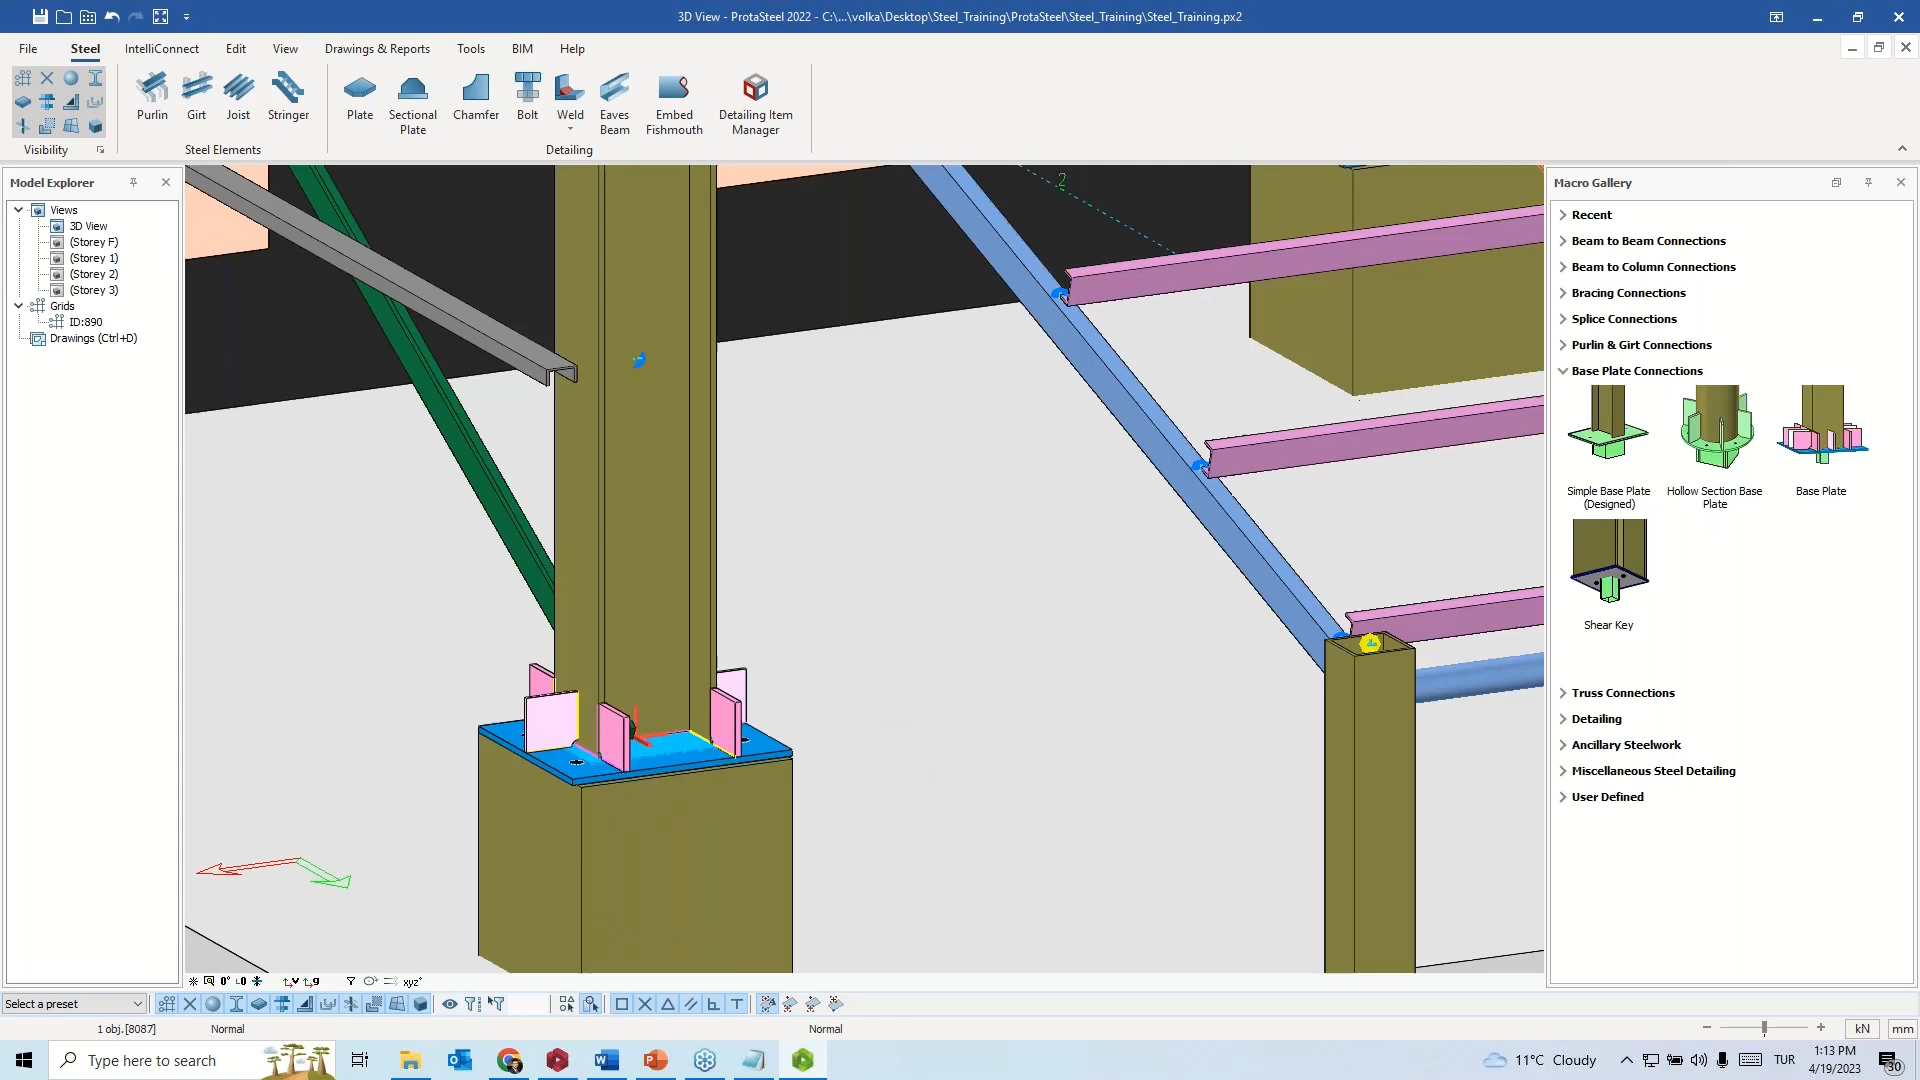 3D View - ProtaSteel 2022 - C:\...\volka\Desktop\Steel_Training\ProtaSteel\Steel_Training\Steel_Training.px2
File
Steel
IntelliConnect
Edit
View
Drawings & Reports
Tools
BIM
Help
Purlin
Girt
Joist
Stringer
Plate
Sectional
Plate
Chamfer
Bolt
Weld
Eaves
Beam
Embed
Fishmouth
Detailing Item
Manager
Visibility
Steel Elements
Detailing
Model Explorer
Views
3D View
(Storey F)
(Storey 1)
(Storey 2)
(Storey 3)
Grids
ID:890
Drawings (Ctrl+D)
2
Macro Gallery
Recent
Beam to Beam Connections
Beam to Column Connections
Bracing Connections
Splice Connections
Purlin & Girt Connections
Base Plate Connections
Simple Base Plate
(Designed)
Hollow Section Base
Plate
Base Plate
Shear Key
Truss Connections
Detailing
Ancillary Steelwork
Miscellaneous Steel Detailing
User Defined
xyz
Select a preset
1 obj.[8087]
Normal
Normal
kN
mm
Type here to search
11°C Cloudy
TUR
1:13 PM
4/19/2023
30